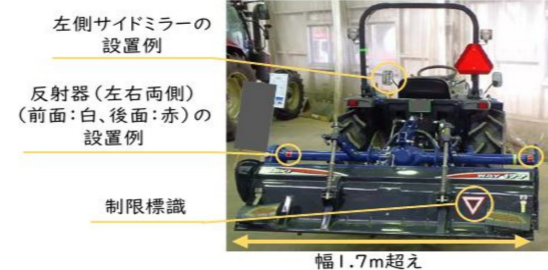 左側サイドミラーの
設置例
反射器(左右両側)
(前面:白、後面:赤)の
設置例
制限標識
幅1.7m超え